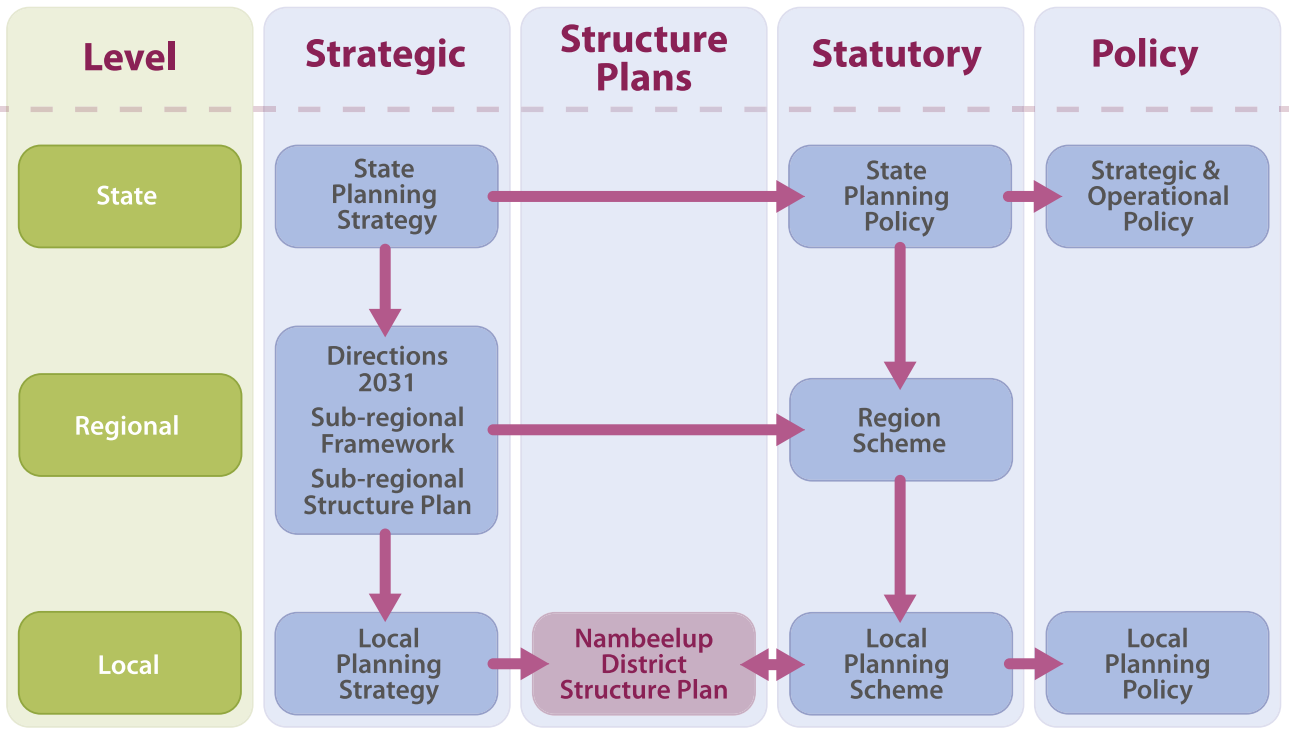 Level
Strategic
Structure
Plans
Statutory
Policy
State
State
Planning
Strategy
State
Planning
Policy
Strategic &
Operational
Policy
Regional
Directions
2031
Sub-regional
Framework
Sub-regional
Structure Plan
Region
Scheme
Local
Local
Planning
Strategy
Nambeelup
District
Structure Plan
Local
Planning
Scheme
Local
Planning
Policy